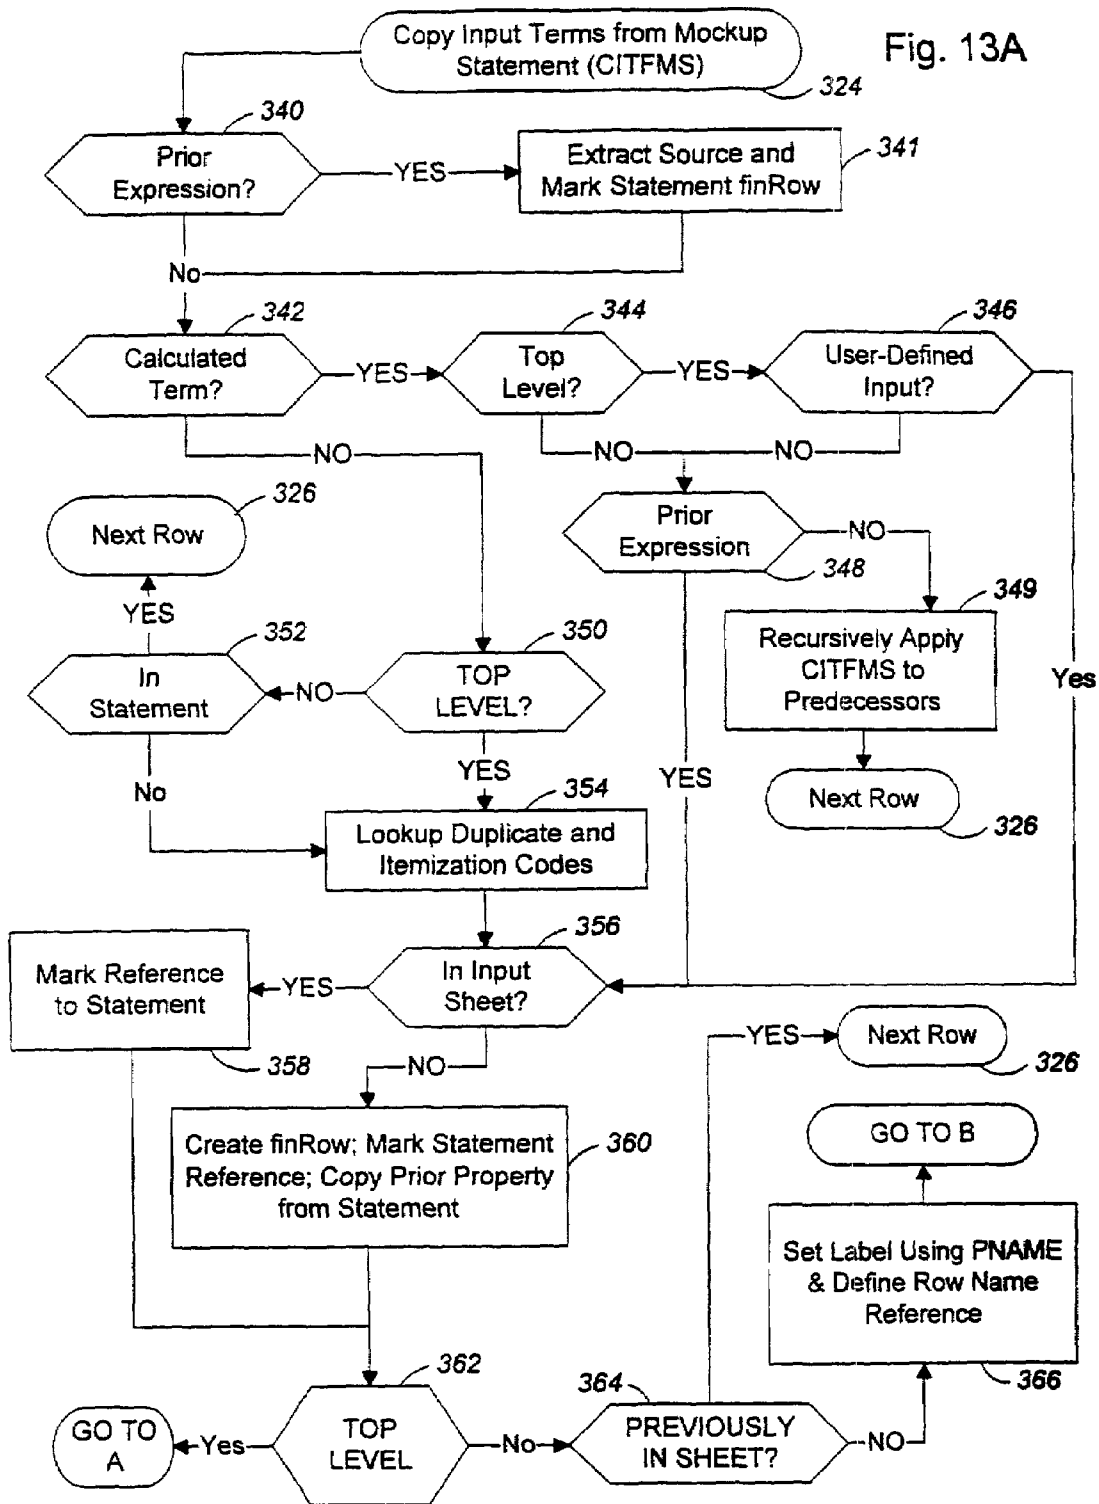 Copy Input Terms from Mockup
Statement (CITFMS)
Fig. 13A
324
340
Prior
Expression?
YES
Extract Source and
Mark Statement finRow
341
No
342
Calculated
Term?
YES
344
Top
Level?
YES
346
User-Defined
Input?
NO
NO
NO
326
Next Row
Prior
Expression
348
NO
YES
352
In
Statement
NO
350
TOP
LEVEL?
349
Recursively Apply
CITFMS to
Predecessors
Yes
No
YES
YES
Next Row
326
354
Lookup Duplicate and
Itemization Codes
356
In Input
Sheet?
YES
Mark Reference
to Statement
358
NO
YES
Next Row
326
Create finRow; Mark Statement
Reference; Copy Prior Property
from Statement
360
GO TO B
Set Label Using PNAME
& Define Row Name
Reference
366
362
TOP
LEVEL
Yes
GO TO
A
No
364
PREVIOUSLY
IN SHEET?
NO